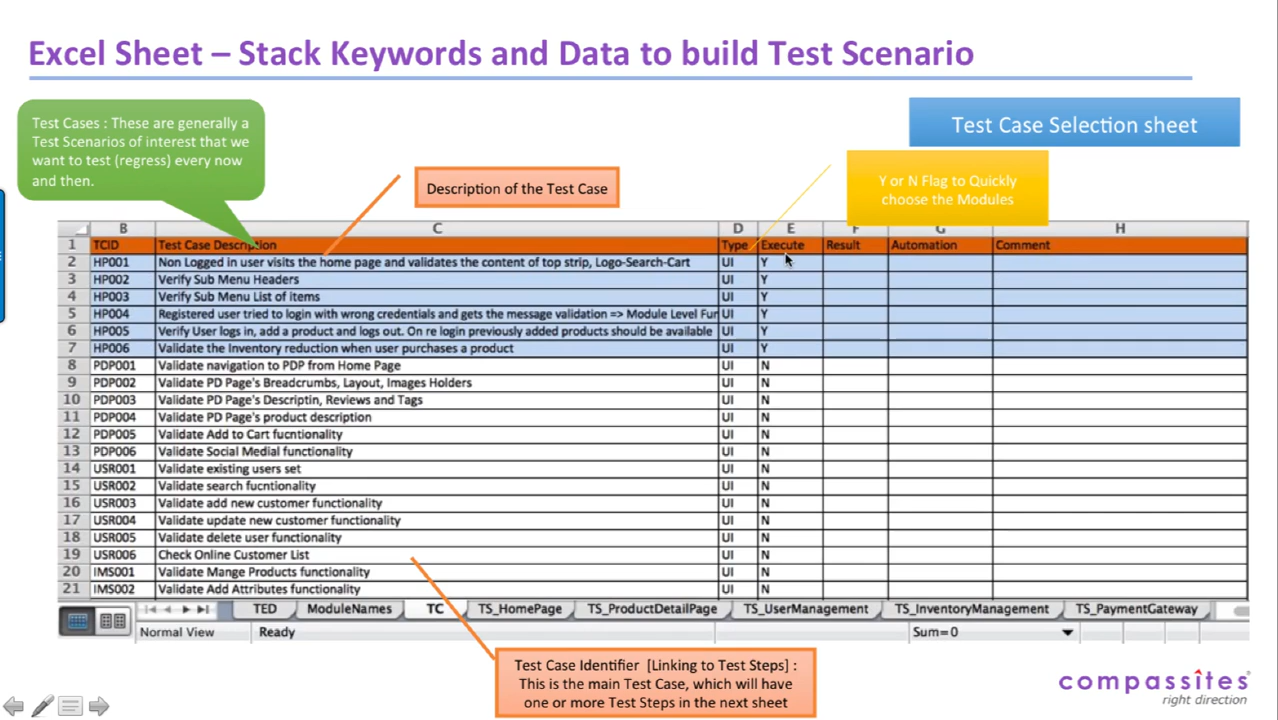 Excel Sheet – Stack Keywords and Data to build Test Scenario
Test Cases : These are generally a
Test Scenarios of interest that we
want to test (regress) every now
and then.
Test Case Selection sheet
Description of the Test Case
Y or N Flag to Quickly
choose the Modules
B C D E F G H
1 TCID Test Case Description Type Execute Result Automation Comment
2 HP001 Non Logged in user visits the home page and validates the content of top strip, Logo-Search-Cart UI Y
3 HP002 Verify Sub Menu Headers UI Y
4 HP003 Verify Sub Menu List of items UI Y
5 HP004 Registered user tried to login with wrong credentials and gets the message validation => Module Level Fur UI Y
6 HP005 Verify User logs in, add a product and logs out. On re login previously added products should be available UI Y
7 HP006 Validate the Inventory reduction when user purchases a product UI Y
8 PDP001 Validate navigation to PDP from Home Page UI N
9 PDP002 Validate PD Page's Breadcrumbs, Layout, Images Holders UI N
10 PDP003 Validate PD Page's Descriptin, Reviews and Tags UI N
11 PDP004 Validate PD Page's product description UI N
12 PDP005 Validate Add to Cart fucntionality UI N
13 PDP006 Validate Social Medial functionality UI N
14 USR001 Validate existing users set UI N
15 USR002 Validate search fucntionality UI N
16 USR003 Validate add new customer functionality UI N
17 USR004 Validate update new customer functionality UI N
18 USR005 Validate delete user functionality UI N
19 USR006 Check Online Customer List UI N
20 IMS001 Validate Mange Products functionality UI N
21 IMS002 Validate Add Attributes functionality UI N
TED ModuleNames TC TS_HomePage TS_ProductDetailPage TS_UserManagement TS_InventoryManagement TS_PaymentGateway
Normal View Ready Sum=0
Test Case Identifier [Linking to Test Steps] :
This is the main Test Case, which will have
one or more Test Steps in the next sheet
compassites
right direction